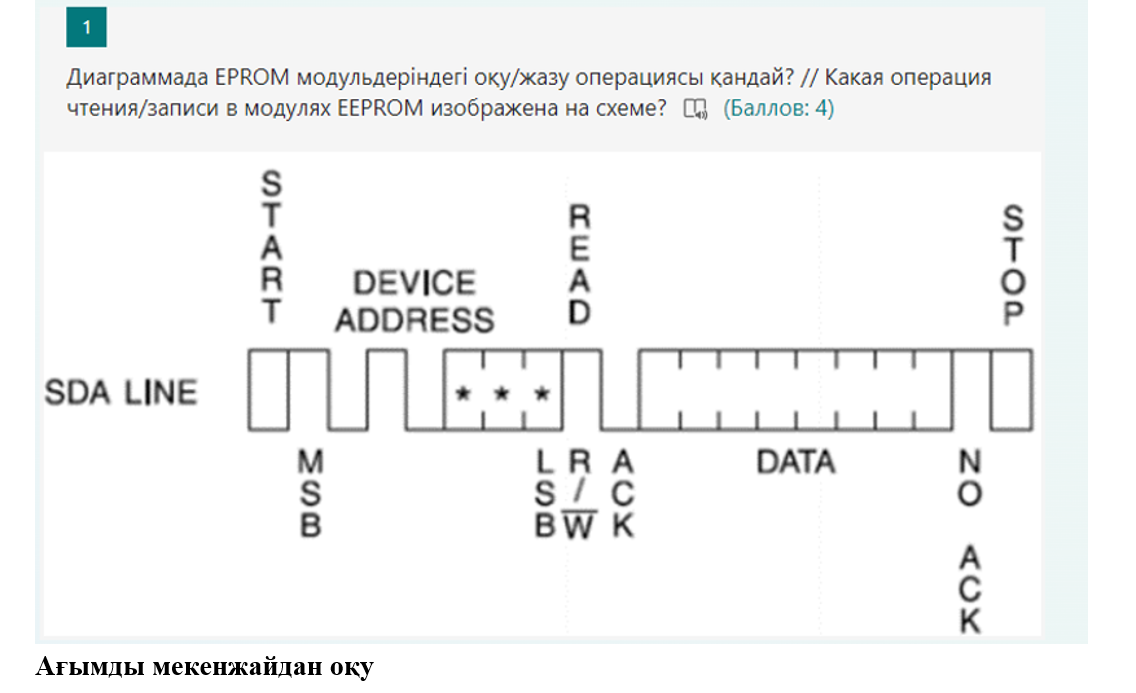 1
Диаграммада EPROM модульдеріндегі оқу/жазу операциясы қандай? // Какая операция
чтения/записи в модулях EEPROM изображена на схеме? (Баллов: 4)
START
READ
STOP
DEVICE
ADDRESS
SDA LINE
* * *
MSB
LSB
R/W
ACK
DATA
NO ACK
Ағымды мекенжайдан оқу